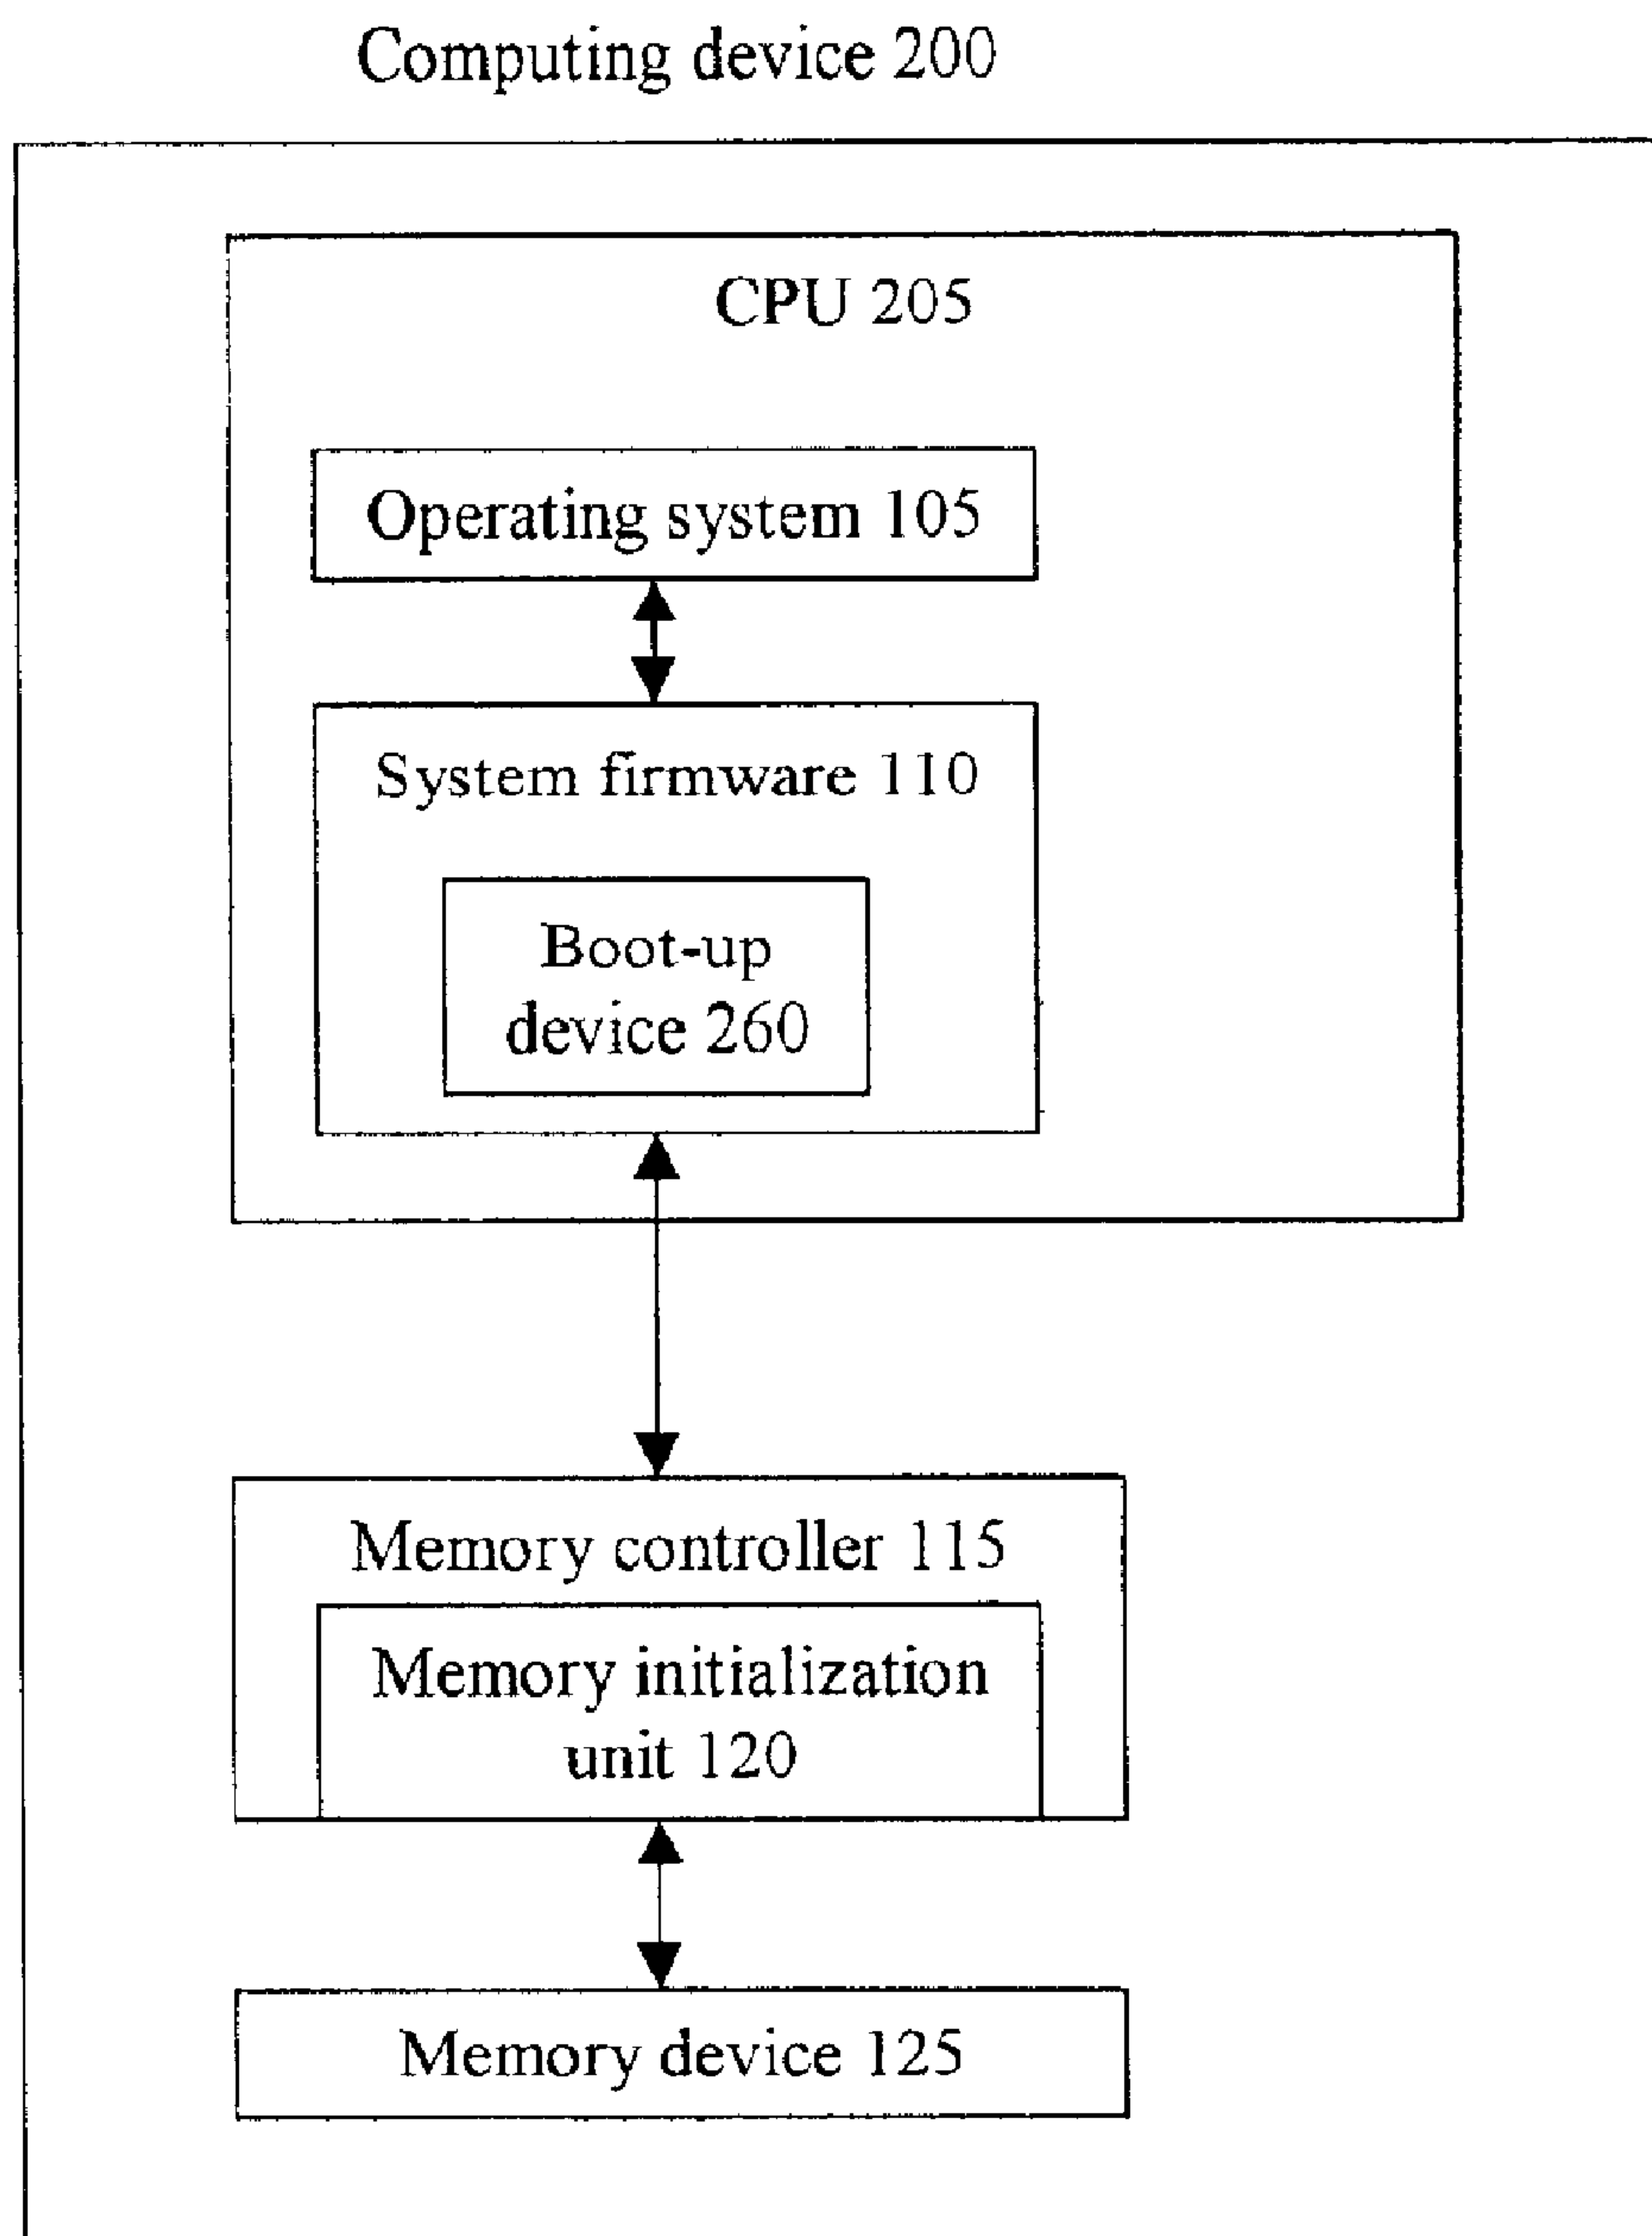 Computing device 200
CPU 205
Operating system 105
System firmware 110
Boot-up
device 260
Memory controller 115
Memory initialization
unit 120
Memory device 125